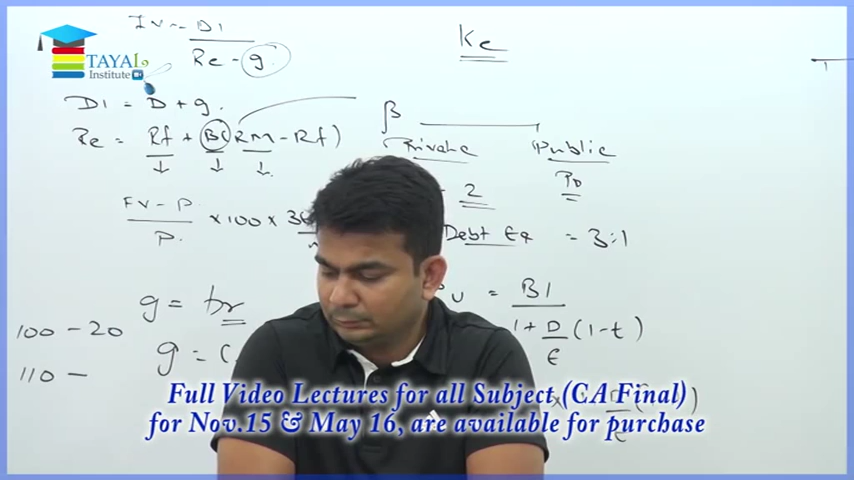 IV = D1
Re - g
Ke
TAYAL
Institute
D1 = D + g.
Re = Rf + B(Rm - Rf)
β
Private
Public
FV - P
P.
x100 x 36
2
Debt Eq = 3:1
g = br
100 - 20
110 -
g = (
U = B1
1 + D (1-t)
E
Full Video Lectures for all Subject (CA Final)
for Nov.15 & May 16, are available for purchase